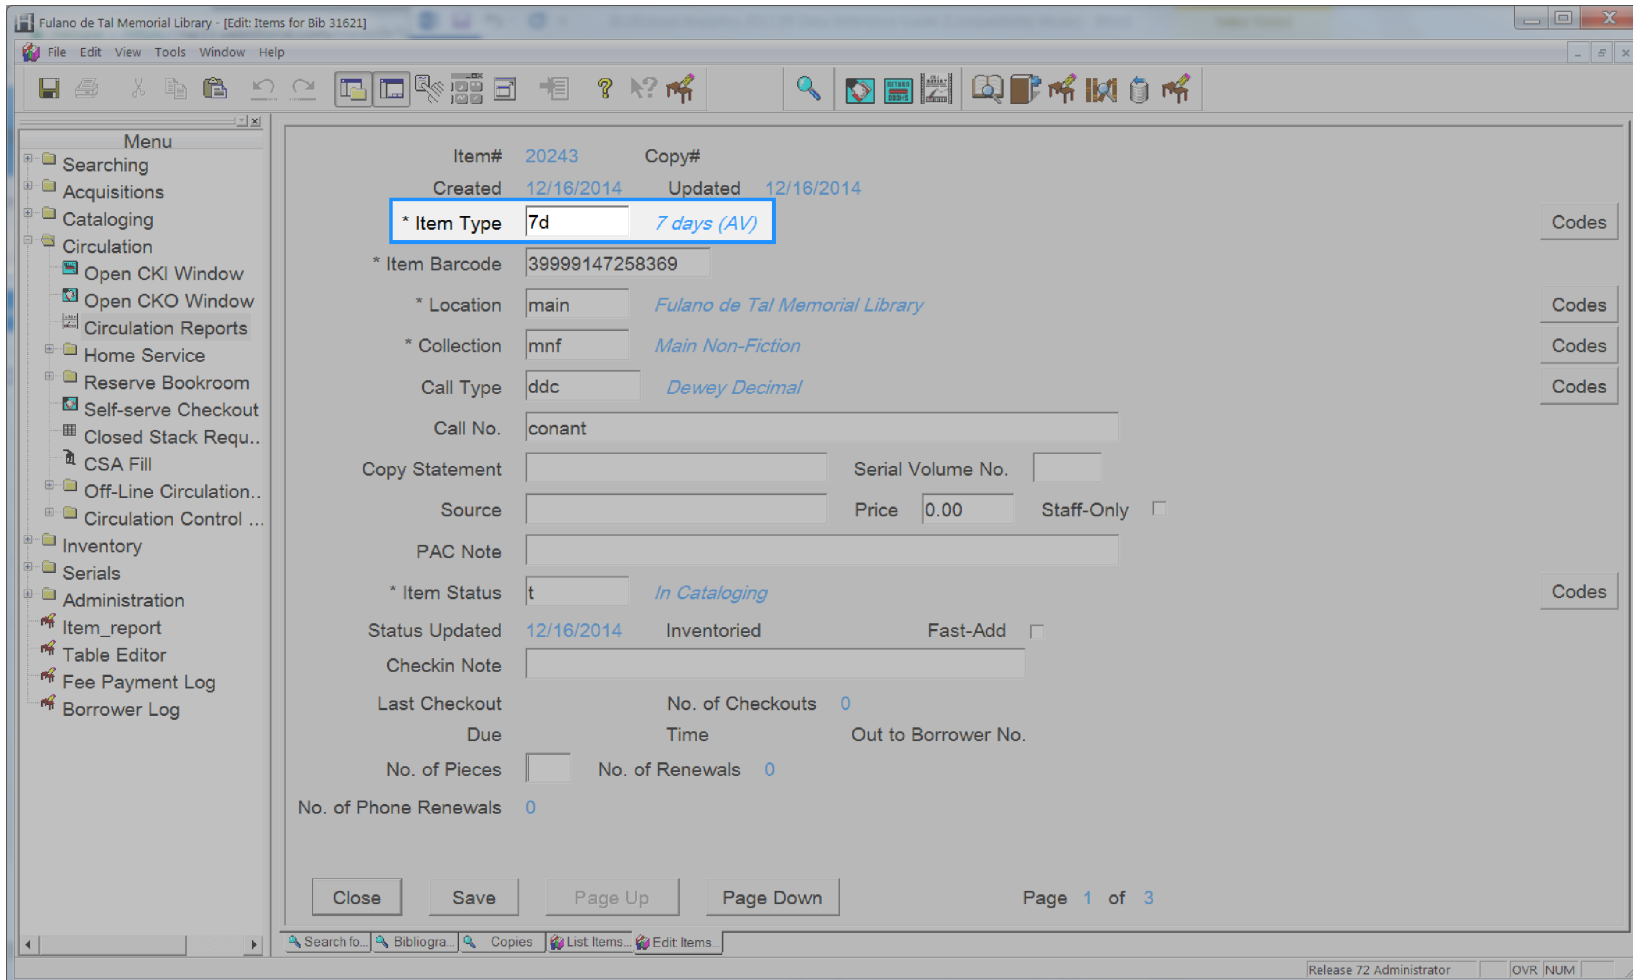 Fulano de Tal Memorial Library - [Edit: Items for Bib 31621]
File Edit View Tools Window Help
Menu
Searching
Acquisitions
Cataloging
Circulation
Open CKI Window
Open CKO Window
Circulation Reports
Home Service
Reserve Bookroom
Self-serve Checkout
Closed Stack Requ..
CSA Fill
Off-Line Circulation..
Circulation Control ...
Inventory
Serials
Administration
Item_report
Table Editor
Fee Payment Log
Borrower Log
Item# 20243 Copy#
Created 12/16/2014 Updated 12/16/2014
* Item Type 7d 7 days (AV) Codes
* Item Barcode 39999147258369
* Location main Fulano de Tal Memorial Library Codes
* Collection mnf Main Non-Fiction Codes
Call Type ddc Dewey Decimal Codes
Call No. conant
Copy Statement Serial Volume No.
Source Price 0.00 Staff-Only
PAC Note
* Item Status t In Cataloging Codes
Status Updated 12/16/2014 Inventoried Fast-Add
Checkin Note
Last Checkout No. of Checkouts 0
Due Time Out to Borrower No.
No. of Pieces No. of Renewals 0
No. of Phone Renewals 0
Close Save Page Up Page Down Page 1 of 3
Search fo... Bibliogra... Copies List: Items... Edit: Items...
Release 72 Administrator OVR NUM